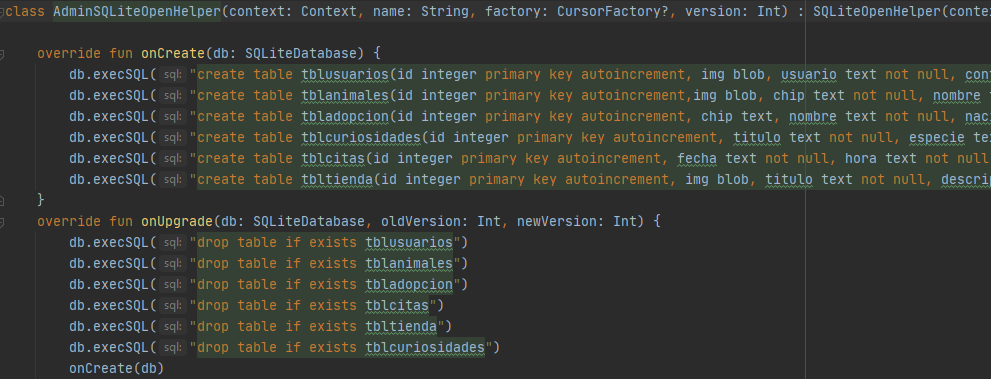 class AdminSQLiteOpenHelper(context: Context, name: String, factory: CursorFactory?, version: Int) : SQLiteOpenHelper(conte
override fun onCreate(db: SQLiteDatabase) {
db.execSQL( sql: "create table tblusuarios(id integer primary key autoincrement, img blob, usuario text not null, cont
db.execSQL( sql: "create table tblanimales(id integer primary key autoincrement,img blob, chip text not null, nombre t
db.execSQL( sql: "create table tbladopcion(id integer primary key autoincrement, chip text, nombre text not null, naci
db.execSQL( sql: "create table tblcuriosidades(id integer primary key autoincrement, titulo text not null, especie tex
db.execSQL( sql: "create table tblcitas(id integer primary key autoincrement, fecha text not null, hora text not null
db.execSQL( sql: "create table tbltienda(id integer primary key autoincrement, img blob, titulo text not null, descrip
}
override fun onUpgrade(db: SQLiteDatabase, oldVersion: Int, newVersion: Int) {
db.execSQL( sql: "drop table if exists tblusuarios")
db.execSQL( sql: "drop table if exists tblanimales")
db.execSQL( sql: "drop table if exists tbladopcion")
db.execSQL( sql: "drop table if exists tblcitas")
db.execSQL( sql: "drop table if exists tbltienda")
db.execSQL( sql: "drop table if exists tblcuriosidades")
onCreate(db)